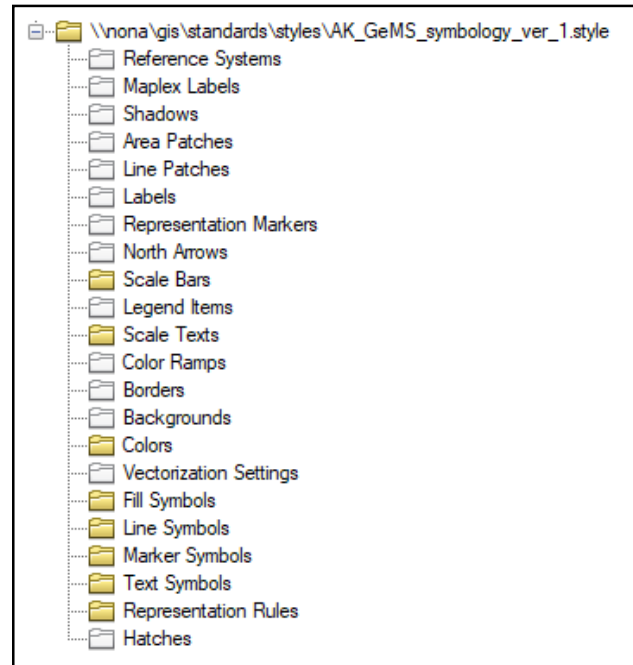 \\nona\gis\standards\styles\AK_GeMS_symbology_ver_1.style
Reference Systems
Maplex Labels
Shadows
Area Patches
Line Patches
Labels
Representation Markers
North Arrows
Scale Bars
Legend Items
Scale Texts
Color Ramps
Borders
Backgrounds
Colors
Vectorization Settings
Fill Symbols
Line Symbols
Marker Symbols
Text Symbols
Representation Rules
Hatches